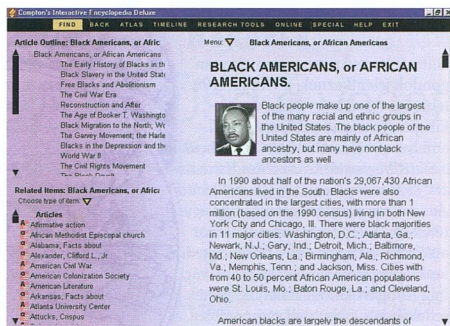 Compton's Interactive Encyclopedia Deluxe
FIND BACK ATLAS TIMELINE RESEARCH TOOLS ONLINE SPECIAL HELP EXIT
Article Outline: Black Americans, or Afric
Black Americans, or African Americans
The Early History of Blacks in th
Black Slavery in the United Stat
Free Blacks and Abolitionism
The Civil War Era
Reconstruction and After
The Age of Booker T. Washingto
Black Migration to the North; Wo
The Garvey Movement; the Harle
Blacks in the Depression and th
World War II
The Civil Rights Movement
The Black Revolt
Related Items: Black Americans, or Africa
Choose type of item:
Articles
Affirmative action
African Methodist Episcopal church
Alabama, Facts about
Alexander, Clifford L., Jr
American Civil War
American Colonization Society
American Literature
Arkansas, Facts about
Atlanta University Center
Attucks, Crispus
Menu: Black Americans, or African Americans
BLACK AMERICANS, or AFRICAN
AMERICANS.
Black people make up one of the largest
of the many racial and ethnic groups in
the United States. The black people of the
United States are mainly of African
ancestry, but many have nonblack
ancestors as well.
In 1990 about half of the nation's 29,067,430 African
Americans lived in the South. Blacks were also
concentrated in the largest cities, with more than 1
million (based on the 1990 census) living in both New
York City and Chicago, Ill. There were black majorities
in 11 major cities: Washington, D.C.; Atlanta, Ga.;
Newark, N.J.; Gary, Ind.; Detroit, Mich.; Baltimore,
Md.; New Orleans, La.; Birmingham, Ala.; Richmond,
Va.; Memphis, Tenn.; and Jackson, Miss. Cities with
from 40 to 50 percent African American populations
were St. Louis, Mo.; Baton Rouge, La.; and Cleveland,
Ohio.
American blacks are largely the descendants of